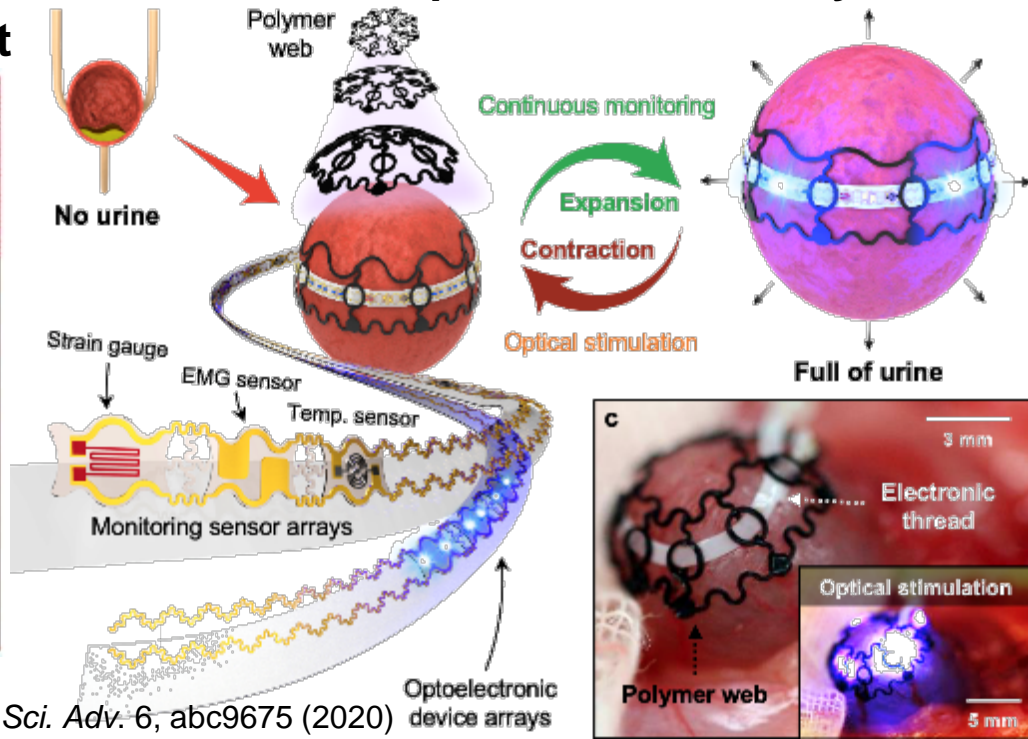 t
Polymer
web
No urine
Continuous monitoring
Expansion
Contraction
Optical stimulation
Full of urine
Strain gauge
EMG sensor
Temp. sensor
Monitoring sensor arrays
Optoelectronic
device arrays
c
3 mm
Electronic
thread
Optical stimulation
Polymer web
5 mm
Sci. Adv. 6, abc9675 (2020)